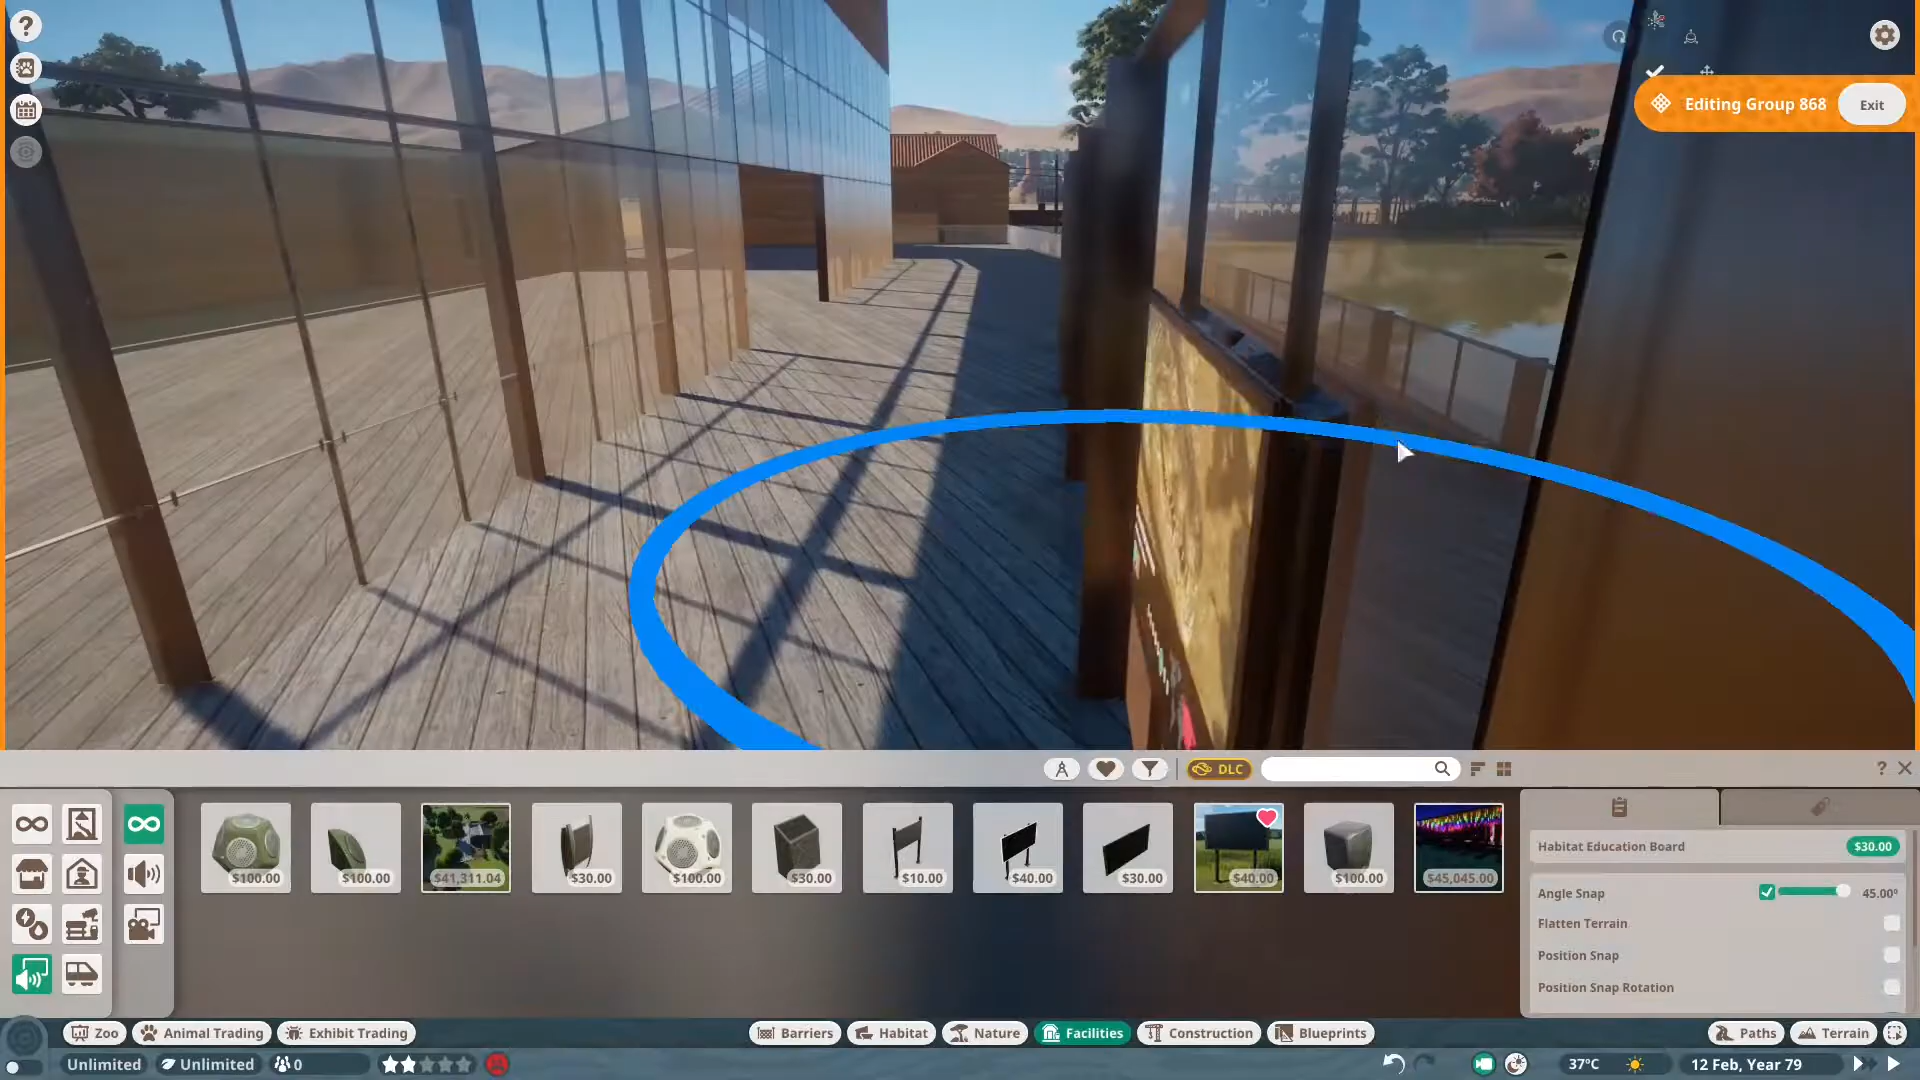 ?
Editing Group 868
Exit
DLC
?
$100.00
$100.00
$41,311.04
$30.00
$100.00
$30.00
$10.00
$40.00
$30.00
$40.00
$100.00
$45,045.00
Habitat Education Board
$30.00
Angle Snap
45.00°
Flatten Terrain
Position Snap
Position Snap Rotation
Zoo
Animal Trading
Exhibit Trading
Barriers
Habitat
Nature
Facilities
Construction
Blueprints
Paths
Terrain
Unlimited
Unlimited
0
37°C
12 Feb, Year 79